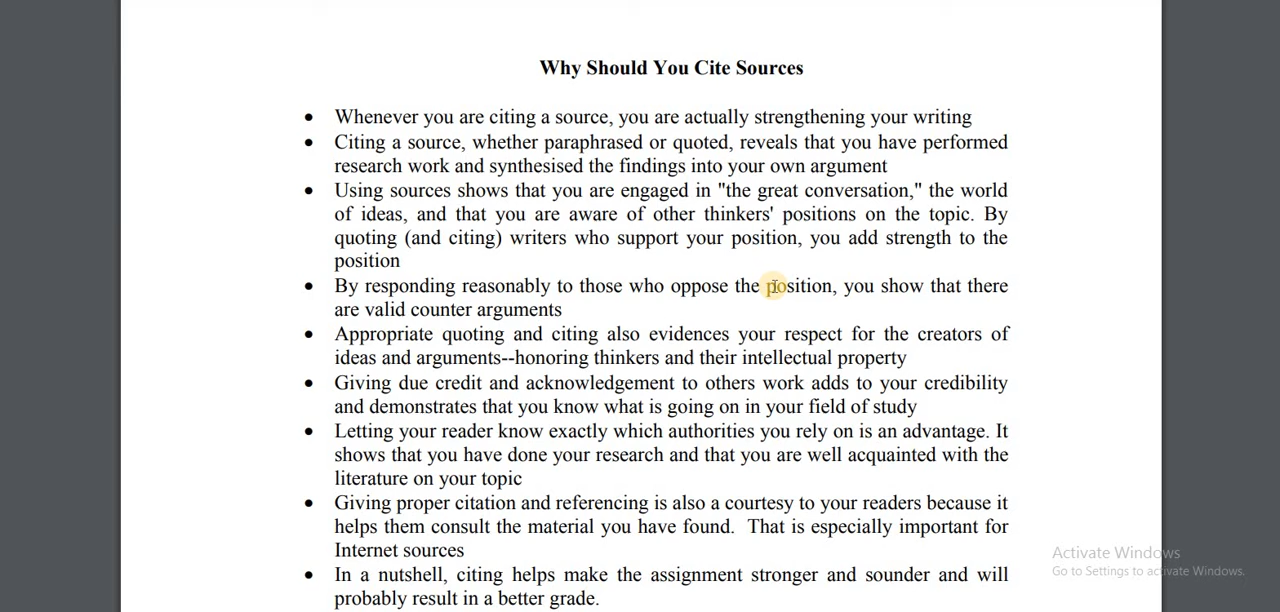 Why Should You Cite Sources
• Whenever you are citing a source, you are actually strengthening your writing
• Citing a source, whether paraphrased or quoted, reveals that you have performed
research work and synthesised the findings into your own argument
• Using sources shows that you are engaged in "the great conversation," the world
of ideas, and that you are aware of other thinkers' positions on the topic. By
quoting (and citing) writers who support your position, you add strength to the
position
• By responding reasonably to those who oppose the position, you show that there
are valid counter arguments
• Appropriate quoting and citing also evidences your respect for the creators of
ideas and arguments--honoring thinkers and their intellectual property
• Giving due credit and acknowledgement to others work adds to your credibility
and demonstrates that you know what is going on in your field of study
• Letting your reader know exactly which authorities you rely on is an advantage. It
shows that you have done your research and that you are well acquainted with the
literature on your topic
• Giving proper citation and referencing is also a courtesy to your readers because it
helps them consult the material you have found.  That is especially important for
Internet sources
• In a nutshell, citing helps make the assignment stronger and sounder and will
probably result in a better grade.
Activate Windows
Go to Settings to activate Windows.